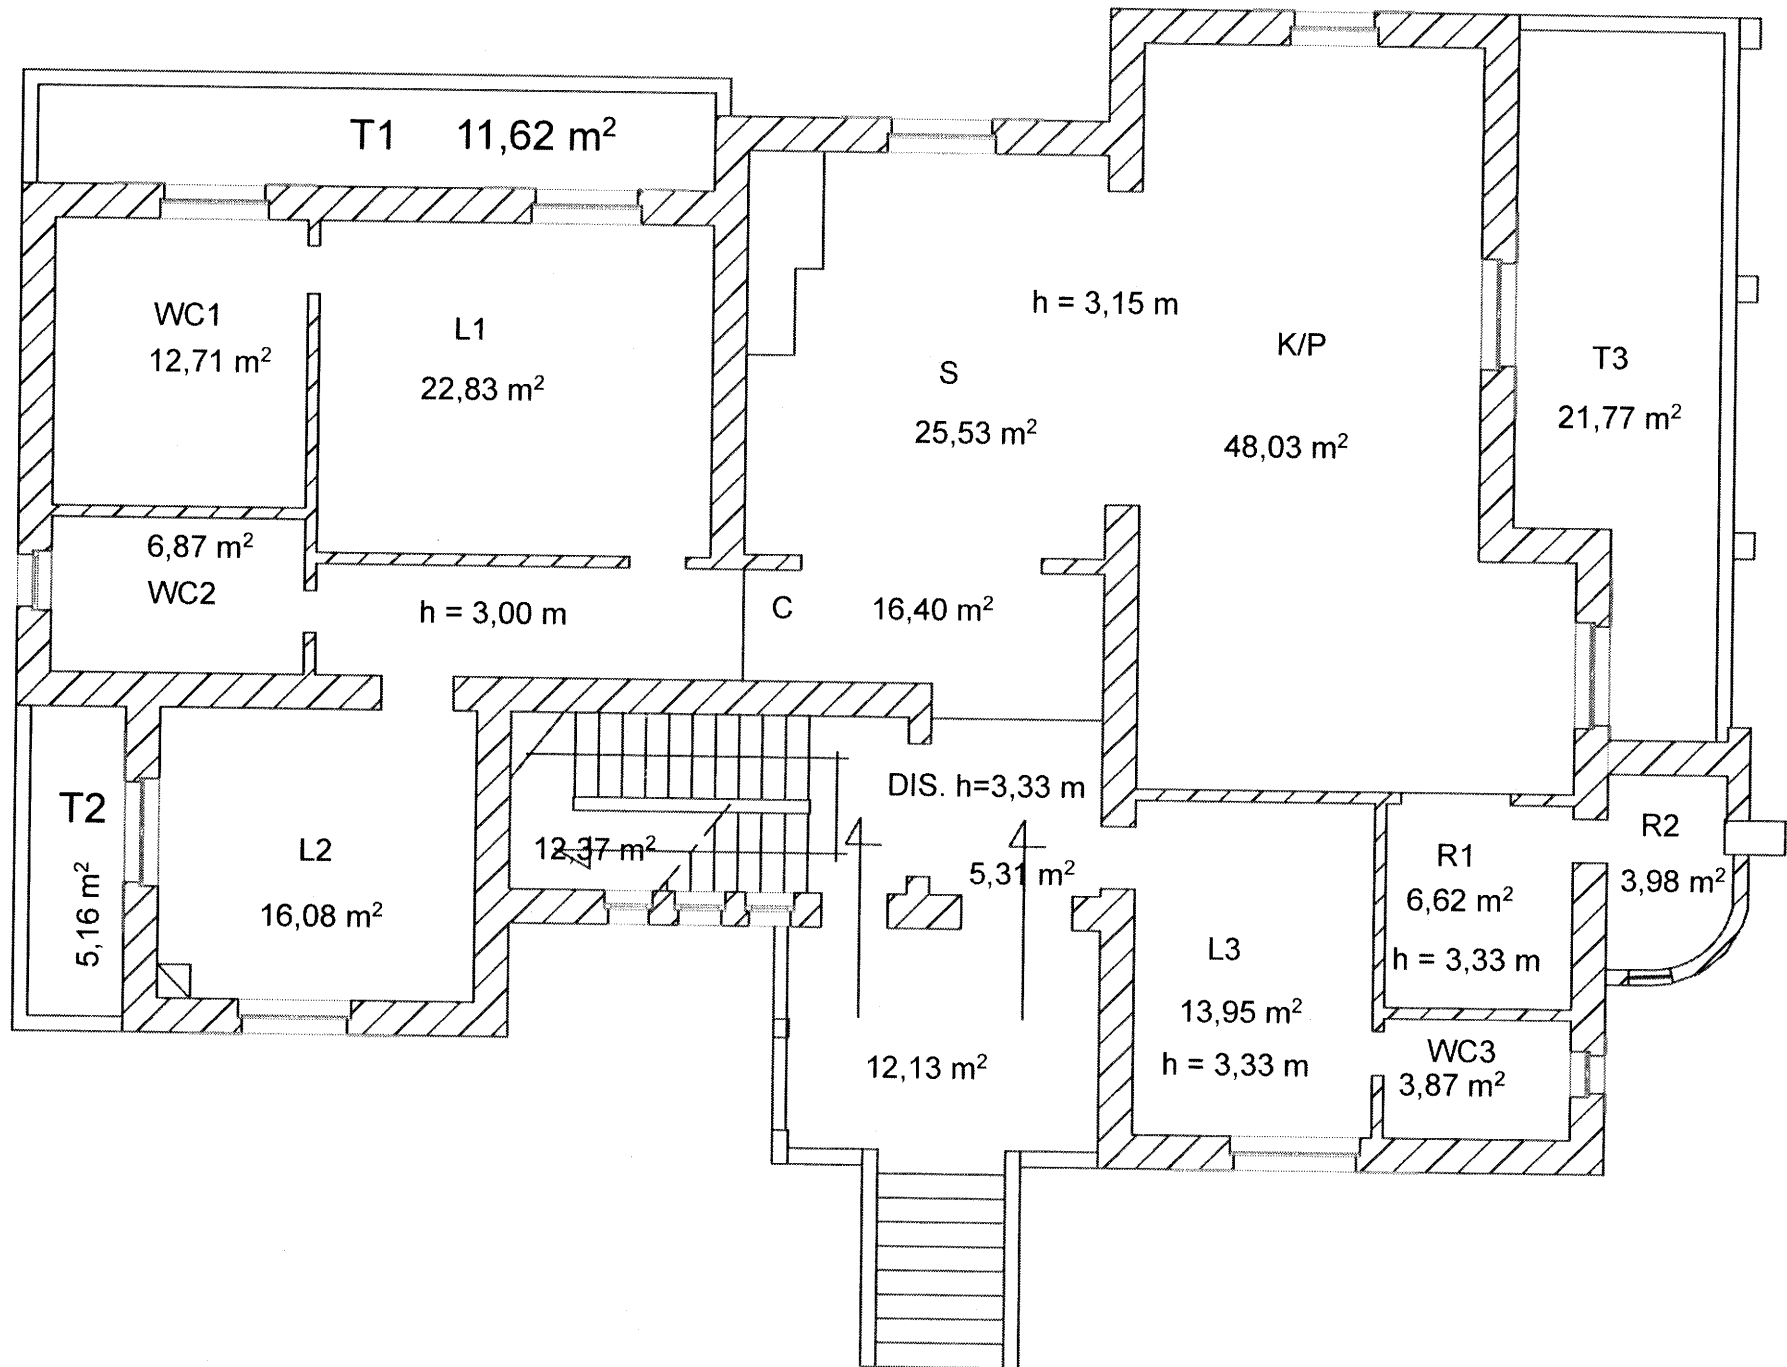 T1 11,62 m²
WC1
12,71 m²
L1
22,83 m²
h = 3,15 m
S
25,53 m²
K/P
48,03 m²
T3
21,77 m²
6,87 m²
WC2
h = 3,00 m
C 16,40 m²
T2
5,16 m²
L2
16,08 m²
12,37 m²
DIS. h=3,33 m
5,31 m²
12,13 m²
L3
13,95 m²
h = 3,33 m
R1
6,62 m²
h = 3,33 m
R2
3,98 m²
WC3
3,87 m²